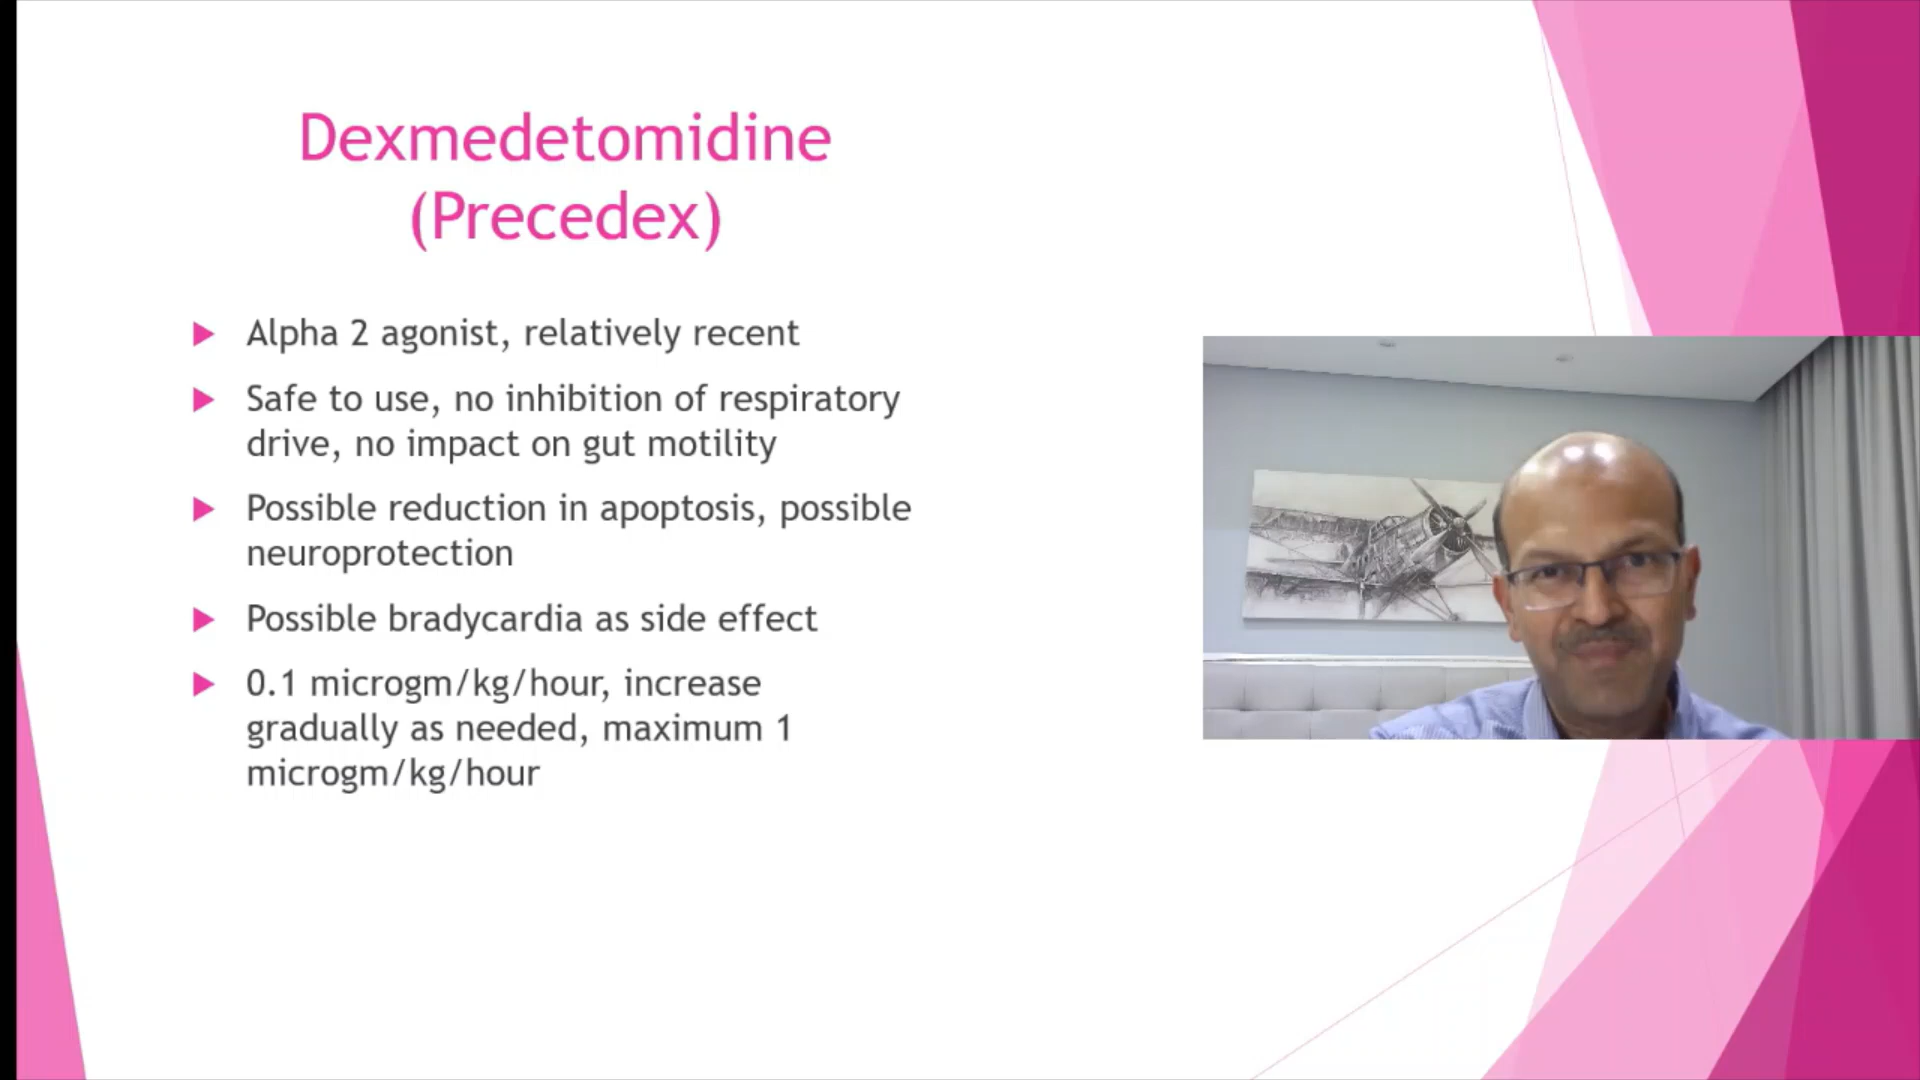 Dexmedetomidine
(Precedex)
Alpha 2 agonist, relatively recent
Safe to use, no inhibition of respiratory
drive, no impact on gut motility
Possible reduction in apoptosis, possible
neuroprotection
Possible bradycardia as side effect
0.1 microgm/kg/hour, increase
gradually as needed, maximum 1
microgm/kg/hour